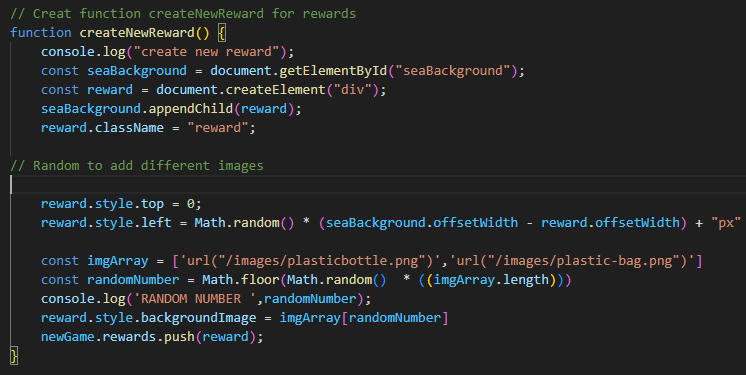 // Creat function createNewReward for rewards
function createNewReward() {
    console.log("create new reward");
    const seaBackground = document.getElementById("seaBackground");
    const reward = document.createElement("div");
    seaBackground.appendChild(reward);
    reward.className = "reward";
// Random to add different images
    reward.style.top = 0;
    reward.style.left = Math.random() * (seaBackground.offsetWidth - reward.offsetWidth) + "px"
    const imgArray = ['url("/images/plasticbottle.png")','url("/images/plastic-bag.png")']
    const randomNumber = Math.floor(Math.random()  * ((imgArray.length)))
    console.log('RANDOM NUMBER ',randomNumber);
    reward.style.backgroundImage = imgArray[randomNumber]
    newGame.rewards.push(reward);
}